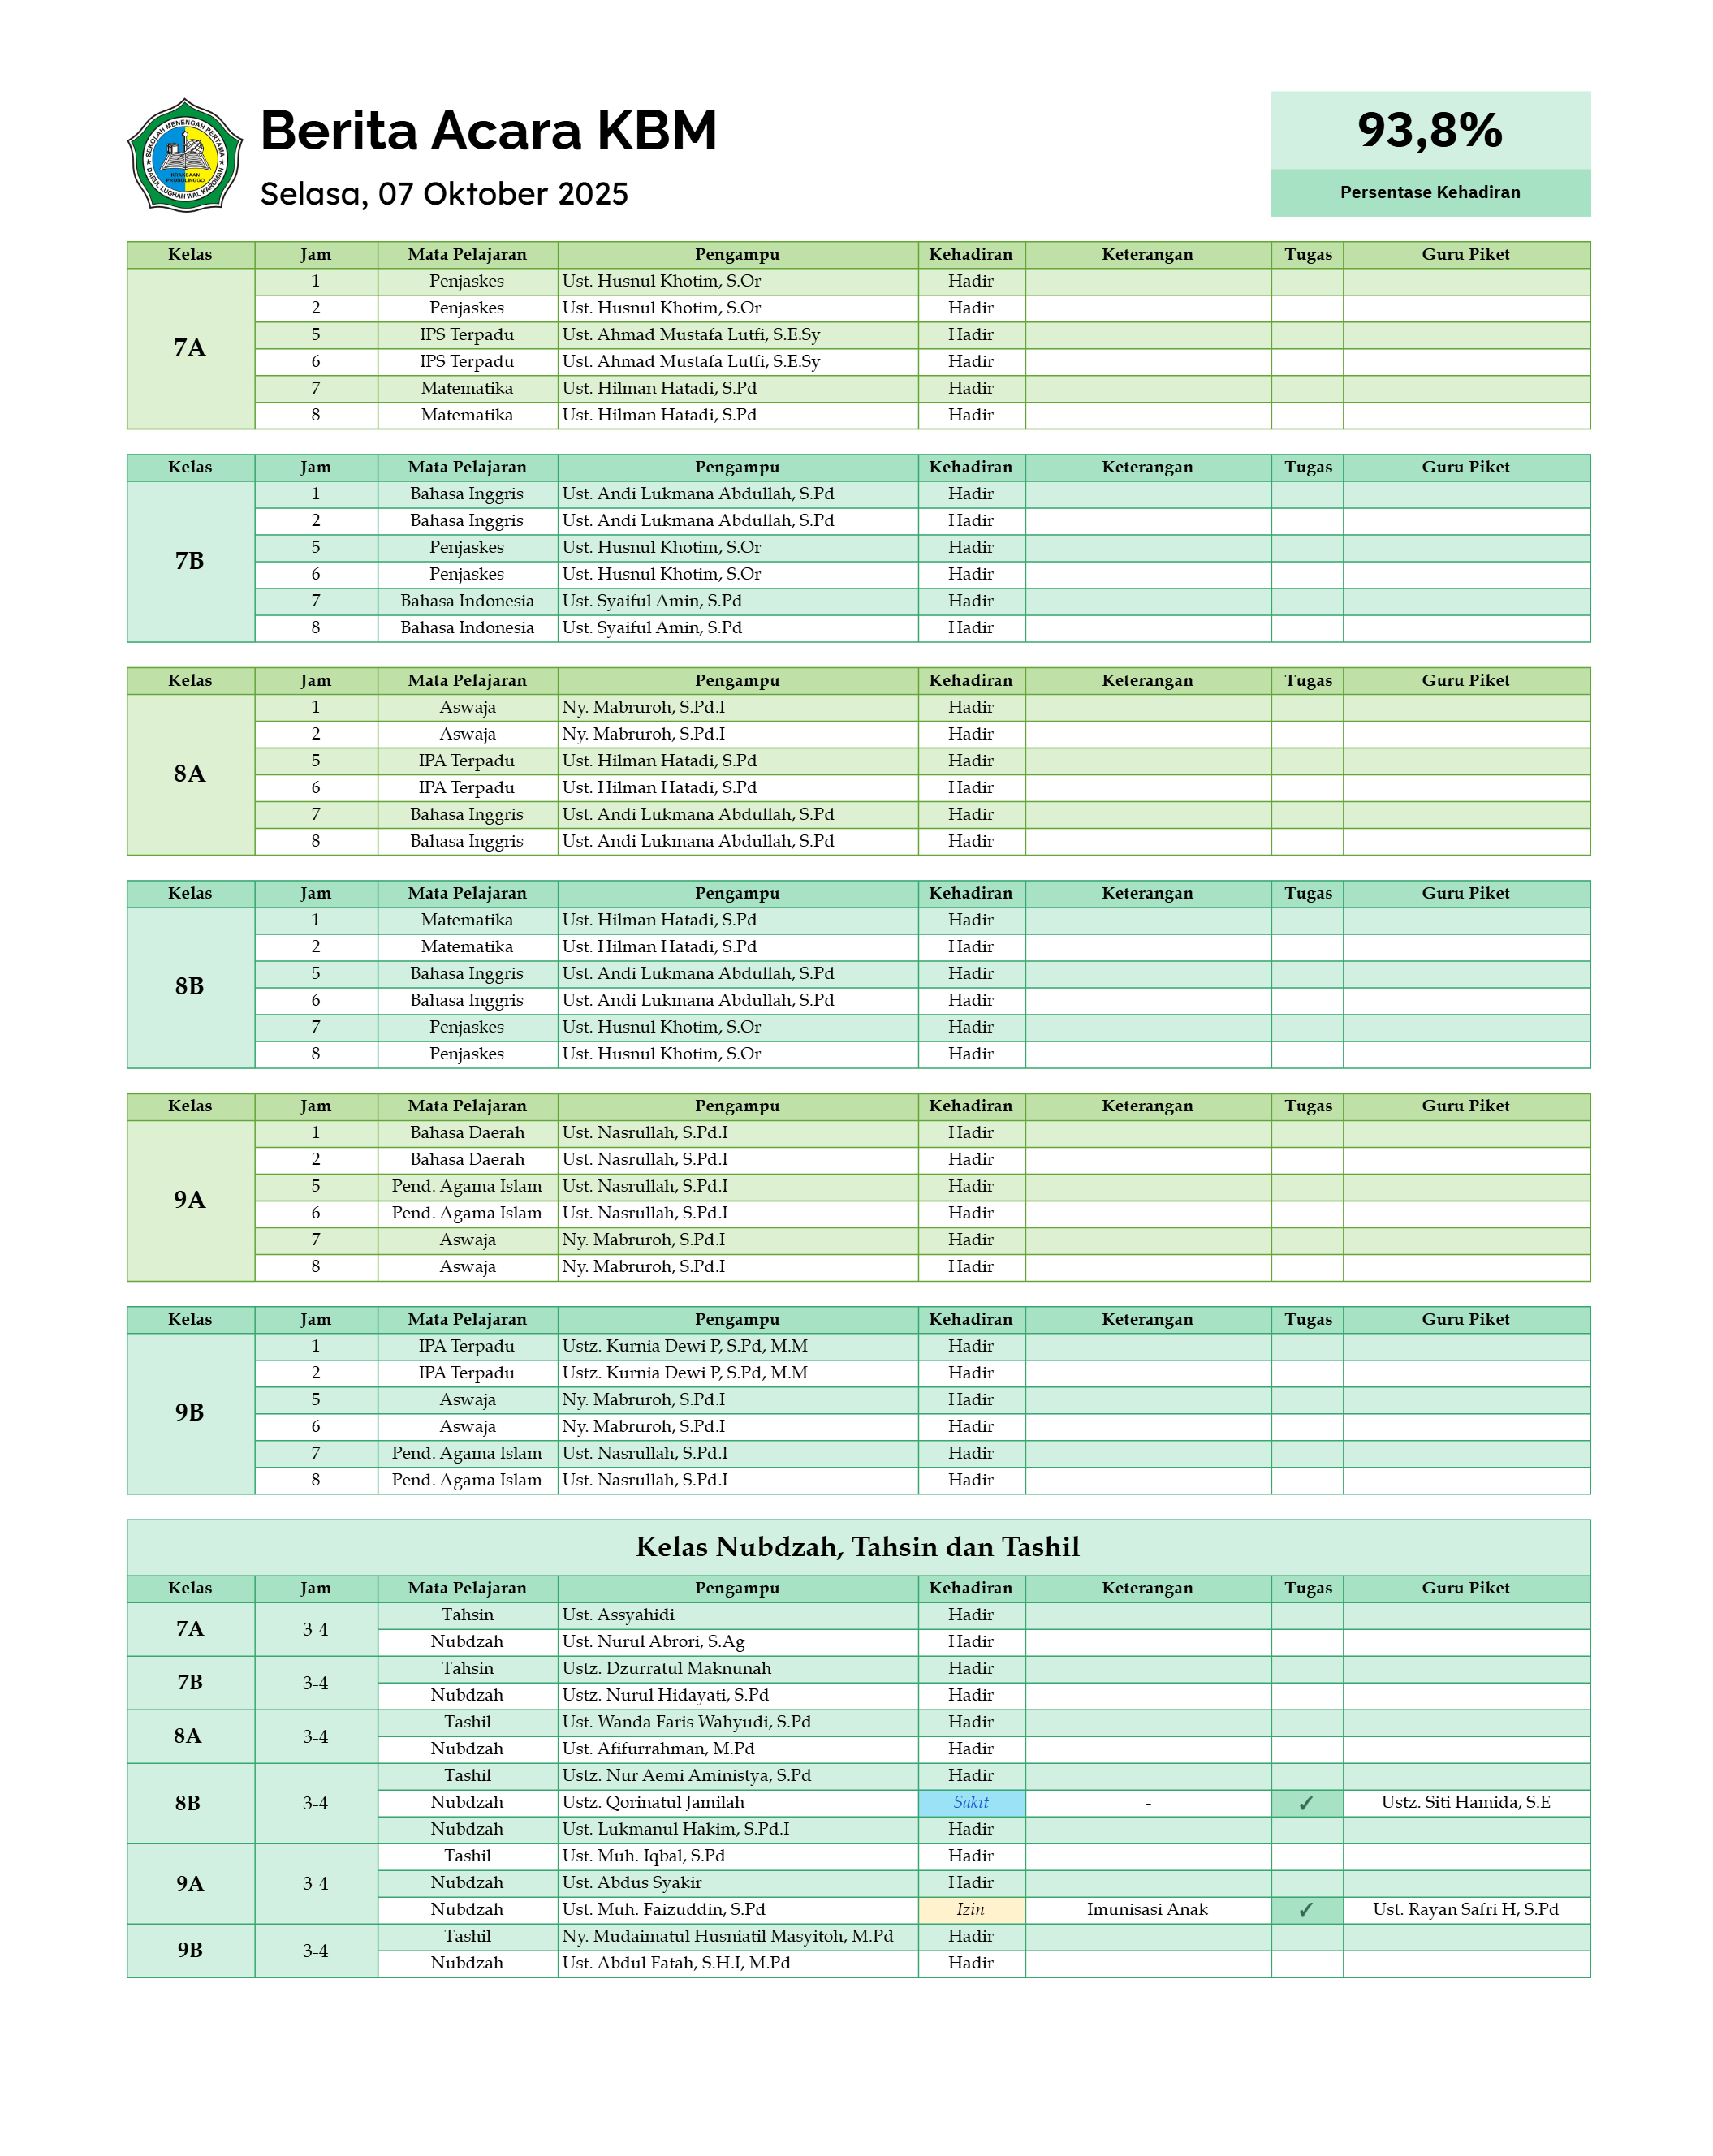 SEKOLAH MENENGAH PERTAMA
DARUL LUGHAH WAL KAROMAH
KRAKSAAN
PROBOLINGGO
Berita Acara KBM
Selasa, 07 Oktober 2025
93,8%
Persentase Kehadiran
Kelas Jam Mata Pelajaran Pengampu Kehadiran Keterangan Tugas Guru Piket
7A
1 Penjaskes Ust. Husnul Khotim, S.Or Hadir
2 Penjaskes Ust. Husnul Khotim, S.Or Hadir
5 IPS Terpadu Ust. Ahmad Mustafa Lutfi, S.E.Sy Hadir
6 IPS Terpadu Ust. Ahmad Mustafa Lutfi, S.E.Sy Hadir
7 Matematika Ust. Hilman Hatadi, S.Pd Hadir
8 Matematika Ust. Hilman Hatadi, S.Pd Hadir
Kelas Jam Mata Pelajaran Pengampu Kehadiran Keterangan Tugas Guru Piket
7B
1 Bahasa Inggris Ust. Andi Lukmana Abdullah, S.Pd Hadir
2 Bahasa Inggris Ust. Andi Lukmana Abdullah, S.Pd Hadir
5 Penjaskes Ust. Husnul Khotim, S.Or Hadir
6 Penjaskes Ust. Husnul Khotim, S.Or Hadir
7 Bahasa Indonesia Ust. Syaiful Amin, S.Pd Hadir
8 Bahasa Indonesia Ust. Syaiful Amin, S.Pd Hadir
Kelas Jam Mata Pelajaran Pengampu Kehadiran Keterangan Tugas Guru Piket
8A
1 Aswaja Ny. Mabruroh, S.Pd.I Hadir
2 Aswaja Ny. Mabruroh, S.Pd.I Hadir
5 IPA Terpadu Ust. Hilman Hatadi, S.Pd Hadir
6 IPA Terpadu Ust. Hilman Hatadi, S.Pd Hadir
7 Bahasa Inggris Ust. Andi Lukmana Abdullah, S.Pd Hadir
8 Bahasa Inggris Ust. Andi Lukmana Abdullah, S.Pd Hadir
Kelas Jam Mata Pelajaran Pengampu Kehadiran Keterangan Tugas Guru Piket
8B
1 Matematika Ust. Hilman Hatadi, S.Pd Hadir
2 Matematika Ust. Hilman Hatadi, S.Pd Hadir
5 Bahasa Inggris Ust. Andi Lukmana Abdullah, S.Pd Hadir
6 Bahasa Inggris Ust. Andi Lukmana Abdullah, S.Pd Hadir
7 Penjaskes Ust. Husnul Khotim, S.Or Hadir
8 Penjaskes Ust. Husnul Khotim, S.Or Hadir
Kelas Jam Mata Pelajaran Pengampu Kehadiran Keterangan Tugas Guru Piket
9A
1 Bahasa Daerah Ust. Nasrullah, S.Pd.I Hadir
2 Bahasa Daerah Ust. Nasrullah, S.Pd.I Hadir
5 Pend. Agama Islam Ust. Nasrullah, S.Pd.I Hadir
6 Pend. Agama Islam Ust. Nasrullah, S.Pd.I Hadir
7 Aswaja Ny. Mabruroh, S.Pd.I Hadir
8 Aswaja Ny. Mabruroh, S.Pd.I Hadir
Kelas Jam Mata Pelajaran Pengampu Kehadiran Keterangan Tugas Guru Piket
9B
1 IPA Terpadu Ustz. Kurnia Dewi P, S.Pd, M.M Hadir
2 IPA Terpadu Ustz. Kurnia Dewi P, S.Pd, M.M Hadir
5 Aswaja Ny. Mabruroh, S.Pd.I Hadir
6 Aswaja Ny. Mabruroh, S.Pd.I Hadir
7 Pend. Agama Islam Ust. Nasrullah, S.Pd.I Hadir
8 Pend. Agama Islam Ust. Nasrullah, S.Pd.I Hadir
Kelas Nubdzah, Tahsin dan Tashil
Kelas Jam Mata Pelajaran Pengampu Kehadiran Keterangan Tugas Guru Piket
7A 3-4
Tahsin Ust. Assyahidi Hadir
Nubdzah Ust. Nurul Abrori, S.Ag Hadir
7B 3-4
Tahsin Ustz. Dzurratul Maknunah Hadir
Nubdzah Ustz. Nurul Hidayati, S.Pd Hadir
8A 3-4
Tashil Ust. Wanda Faris Wahyudi, S.Pd Hadir
Nubdzah Ust. Afifurrahman, M.Pd Hadir
8B 3-4
Tashil Ustz. Nur Aemi Aministya, S.Pd Hadir
Nubdzah Ustz. Qorinatul Jamilah Sakit - ✓ Ustz. Siti Hamida, S.E
Nubdzah Ust. Lukmanul Hakim, S.Pd.I Hadir
9A 3-4
Tashil Ust. Muh. Iqbal, S.Pd Hadir
Nubdzah Ust. Abdus Syakir Hadir
Nubdzah Ust. Muh. Faizuddin, S.Pd Izin Imunisasi Anak ✓ Ust. Rayan Safri H, S.Pd
9B 3-4
Tashil Ny. Mudaimatul Husniatil Masyitoh, M.Pd Hadir
Nubdzah Ust. Abdul Fatah, S.H.I, M.Pd Hadir